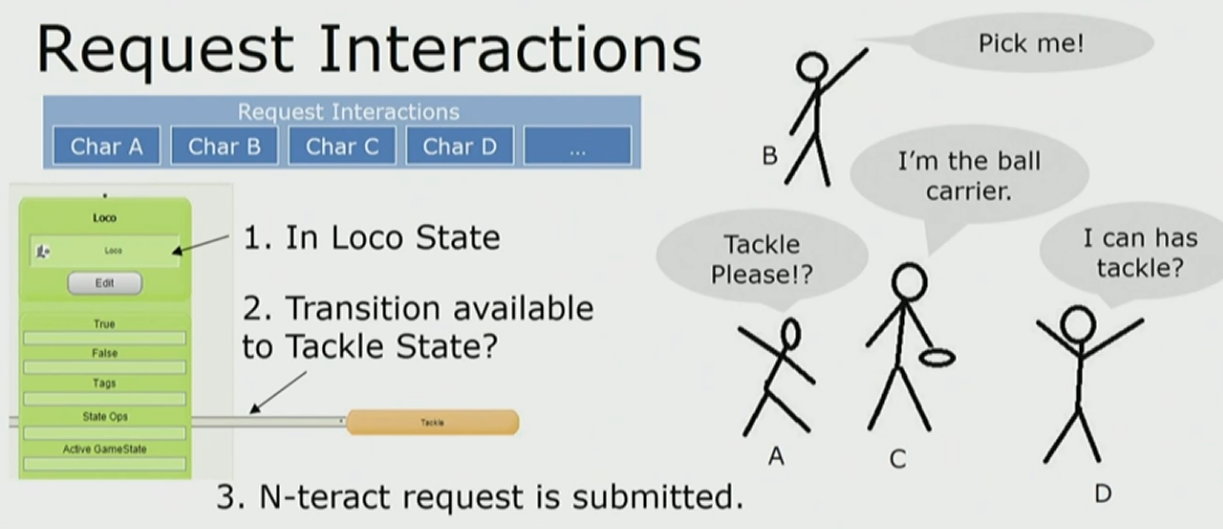 Request Interactions
Request Interactions
Char A
Char B
Char C
Char D
...
Loco
Loco
Edit
True
False
Tags
State Ops
Active GameState
1. In Loco State
2. Transition available
to Tackle State?
Tackle
3. N-teract request is submitted.
Pick me!
B
I'm the ball
carrier.
Tackle
Please!?
I can has
tackle?
A
C
D